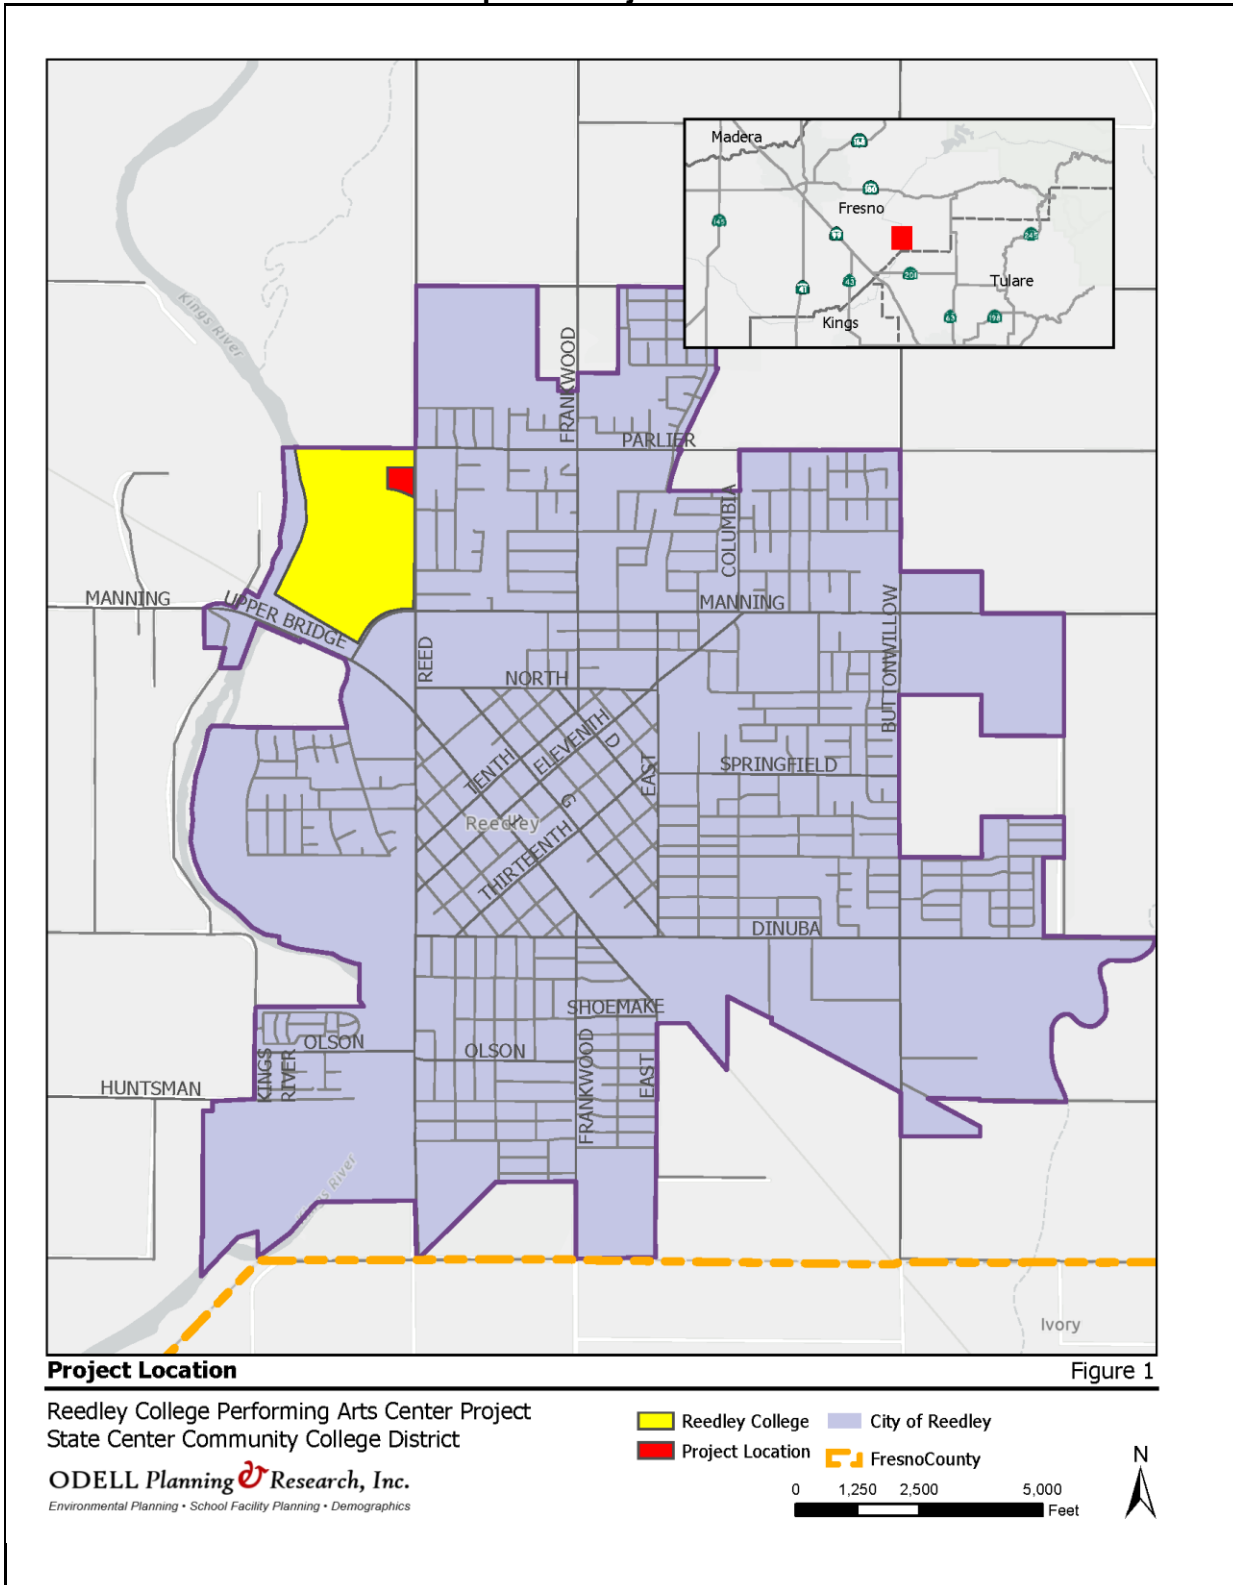 Madera
Fresno
Tulare
Kings
180
41
43
Kings River
FRANKWOOD
PARLIER
COLUMBIA
MANNING
UPPER BRIDGE
MANNING
BUTTONWILLOW
REED
NORTH
ELEVENTH
D
TENTH
EAST
SPRINGFIELD
G
Reedley
I
THIRTEENTH
DINUBA
SHOEMAKE
OLSON
OLSON
KINGS
RIVER
FRANKWOOD
EAST
HUNTSMAN
Kings River
Ivory
Project Location
Figure 1
Reedley College Performing Arts Center Project
State Center Community College District
ODELL Planning & Research, Inc.
Environmental Planning • School Facility Planning • Demographics
Reedley College
City of Reedley
Project Location
FresnoCounty
0 1,250 2,500 5,000
Feet
N